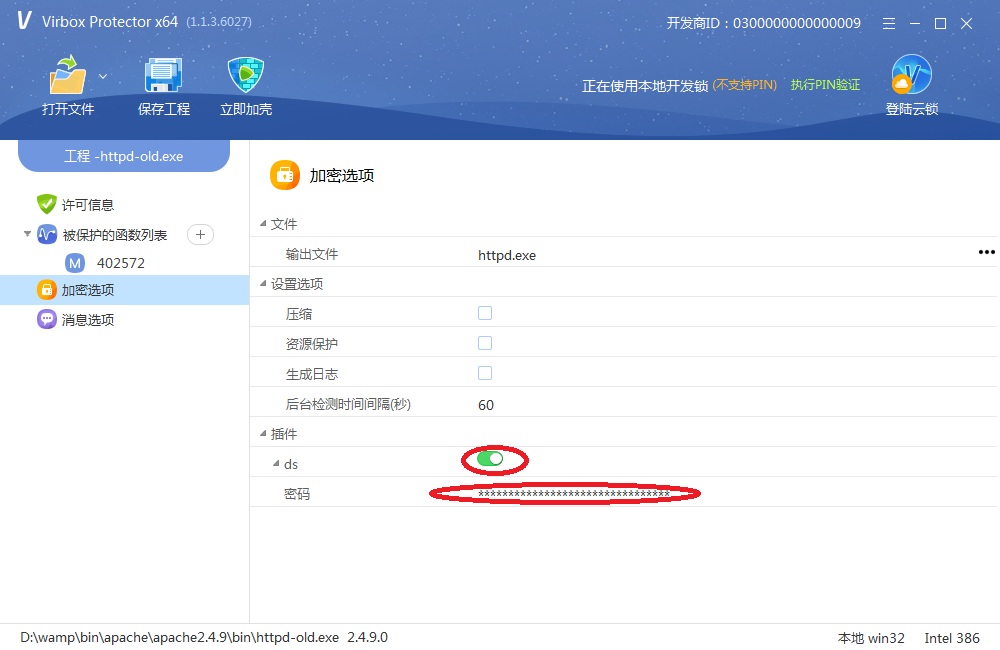 V Virbox Protector x64 (1.1.3.6027) 开发商ID：0300000000000009
正在使用本地开发锁 (不支持PIN) 执行PIN验证
打开文件 保存工程 立即加壳 登陆云锁
工程 -httpd-old.exe
许可信息
被保护的函数列表
M 402572
加密选项
消息选项
加密选项
文件
输出文件 httpd.exe
设置选项
压缩
资源保护
生成日志
后台检测时间间隔(秒) 60
插件
ds
密码 ********************************
D:\wamp\bin\apache\apache2.4.9\bin\httpd-old.exe 2.4.9.0 本地 win32 Intel 386